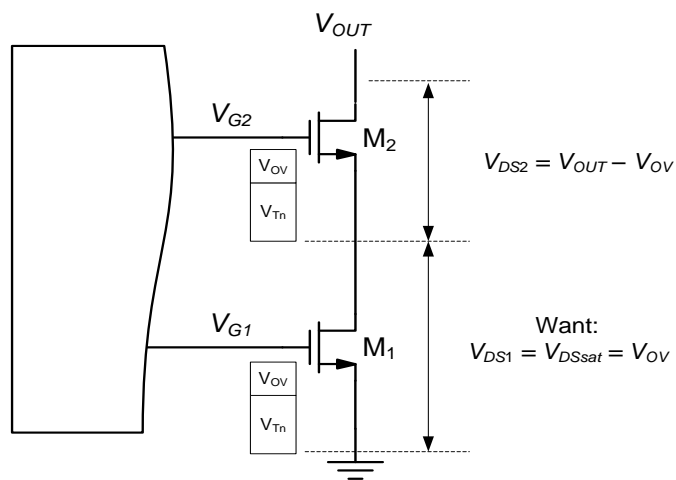 V_OUT
V_G2
M_2
V_OV
V_Tn
V_DS2 = V_OUT – V_OV
V_G1
M_1
V_OV
V_Tn
Want:
V_DS1 = V_DSsat = V_OV